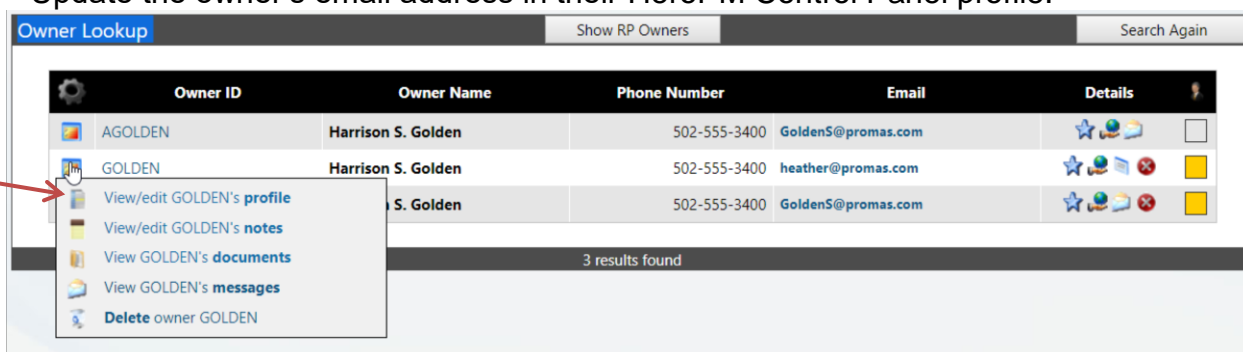 Update the owner's email address in their
Control Panel profile.
Owner Lookup Show RP Owners Search Again
Owner ID Owner Name Phone Number Email Details
AGOLDEN Harrison S. Golden 502-555-3400 GoldenS@promas.com
GOLDEN Harrison S. Golden 502-555-3400 heather@promas.com
S. Golden 502-555-3400 GoldenS@promas.com
View/edit GOLDEN's profile
View/edit GOLDEN's notes
View GOLDEN's documents
View GOLDEN's messages
Delete owner GOLDEN
3 results found